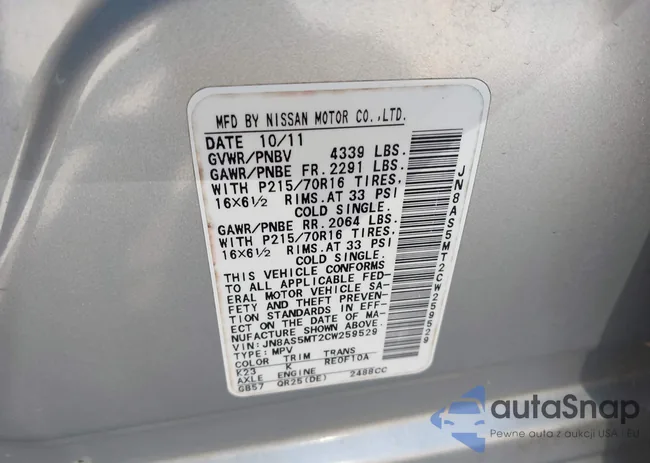 MFD BY NISSAN MOTOR CO.,LTD.
DATE 10/11
GVWR/PNBV 4339 LBS.
GAWR/PNBE FR. 2291 LBS.
WITH P215/70R16 TIRES.
16X6½ RIMS. AT 33 PSI
COLD SINGLE.
GAWR/PNBE RR. 2064 LBS.
WITH P215/70R16 TIRES.
16X6½ RIMS. AT 33 PSI
COLD SINGLE.
THIS VEHICLE CONFORMS
TO ALL APPLICABLE FED-
ERAL MOTOR VEHICLE SA-
FETY AND THEFT PREVEN-
TION STANDARDS IN EFFE-
CT ON THE DATE OF MA-
NUFACTURE SHOWN ABOVE.
VIN: JN8AS5MT2CW259529
TYPE: MPV
COLOR TRIM TRANS
K23 K RE0F10A
AXLE ENGINE
GB57 QR25(DE) 2488CC
JN8AS5MT2CW259529
autoSnap
Pewne auto z aukcji USA i EU